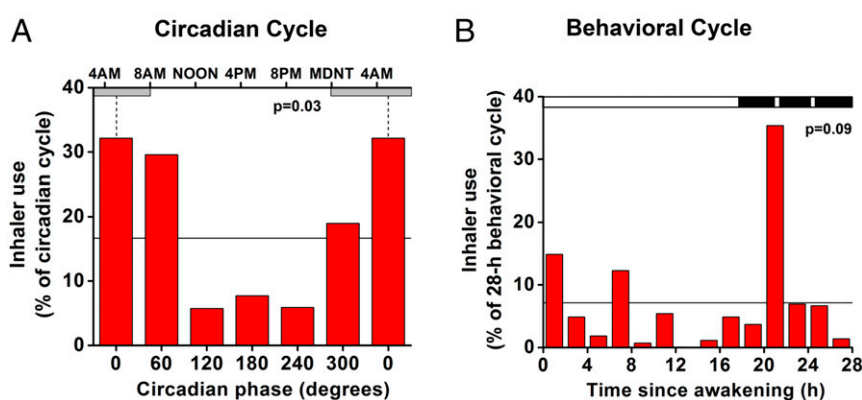 A
Circadian Cycle
4AM 8AM NOON 4PM 8PM MDNT 4AM
p=0.03
40
30
20
10
0
Inhaler use
(% of circadian cycle)
0 60 120 180 240 300 0
Circadian phase (degrees)
B
Behavioral Cycle
p=0.09
40
30
20
10
0
Inhaler use
(% of 28-h behavioral cycle)
0 4 8 12 16 20 24 28
Time since awakening (h)